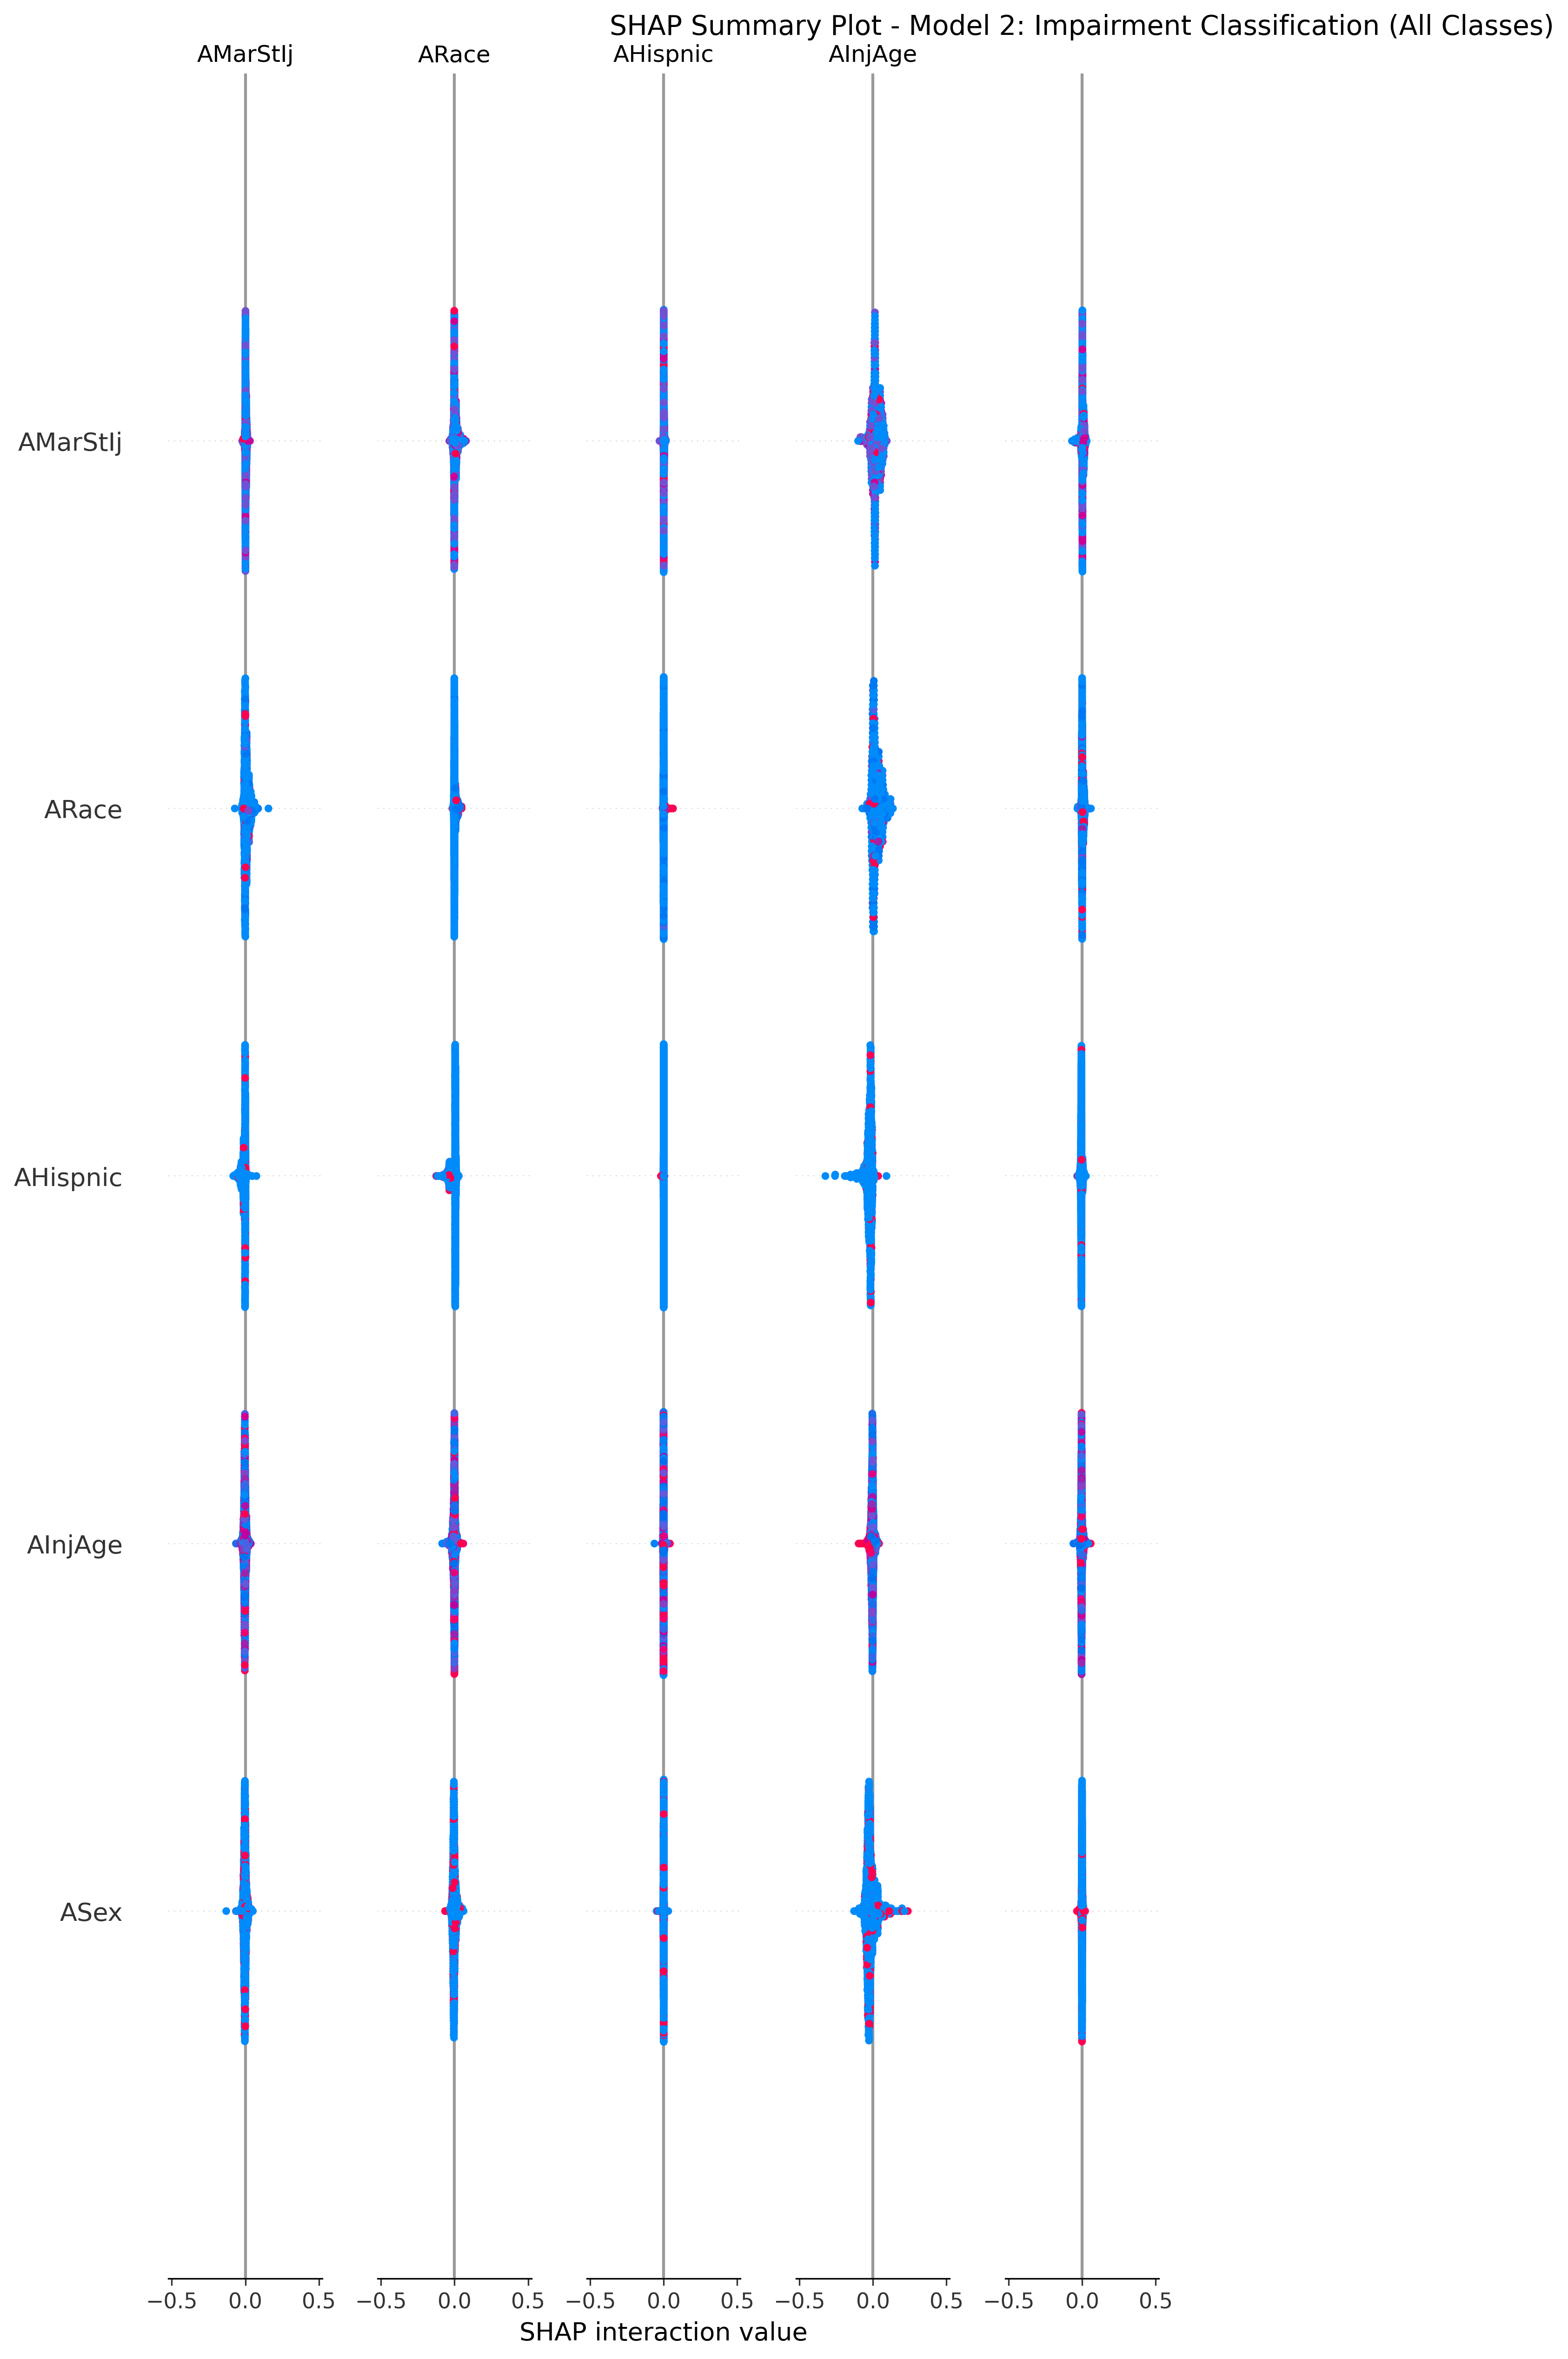 SHAP Summary Plot - Model 2: Impairment Classification (All Classes)
AMarStIj ARace AHispnic AInjAge
AMarStIj
ARace
AHispnic
AInjAge
ASex
−0.5 0.0 0.5 −0.5 0.0 0.5 −0.5 0.0 0.5 −0.5 0.0 0.5 −0.5 0.0 0.5
SHAP interaction value